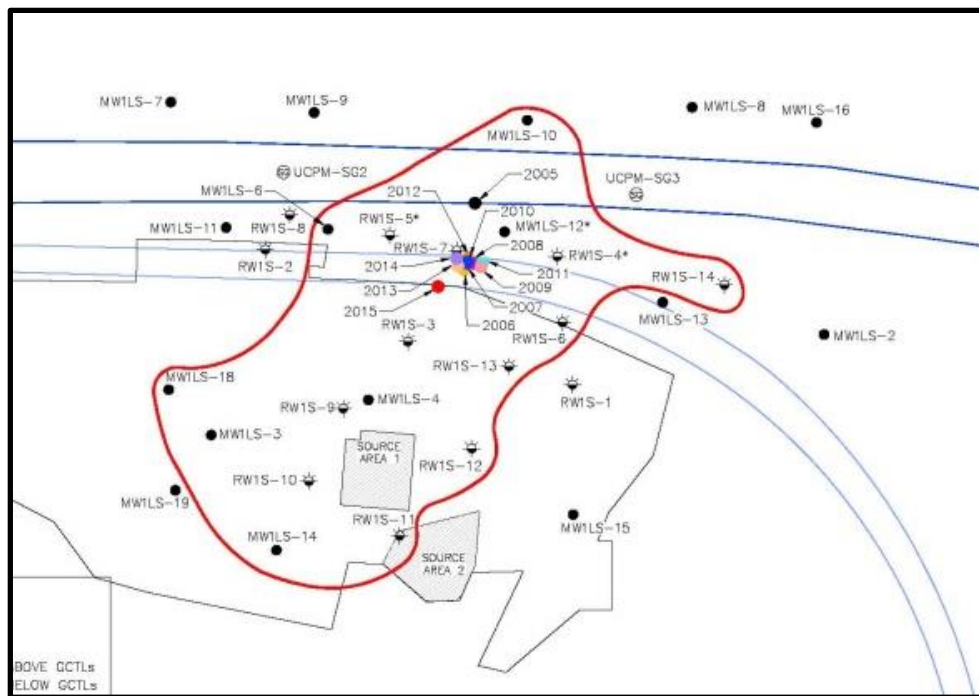 MW1LS-7
MW1LS-9
MW1LS-8
MW1LS-16
MW1LS-10
SG UCPM-SG2
UCPM-SG3
SG
MW1LS-6
2005
2012
2010
RW1S-5*
MW1LS-12*
MW1LS-11
RW1S-8
RW1S-7
2008
RW1S-4*
RW1S-2
2014
2011
RW1S-14
2013
2009
2015
2007
MW1LS-13
2006
RW1S-3
RW1S-6
MW1LS-2
RW1S-13
MW1LS-18
RW1S-1
RW1S-9
MW1LS-4
MW1LS-3
SOURCE
AREA 1
RW1S-12
RW1S-10
MW1LS-19
RW1S-11
MW1LS-15
MW1LS-14
SOURCE
AREA 2
BOVE GCTLs
ELOW GCTLs